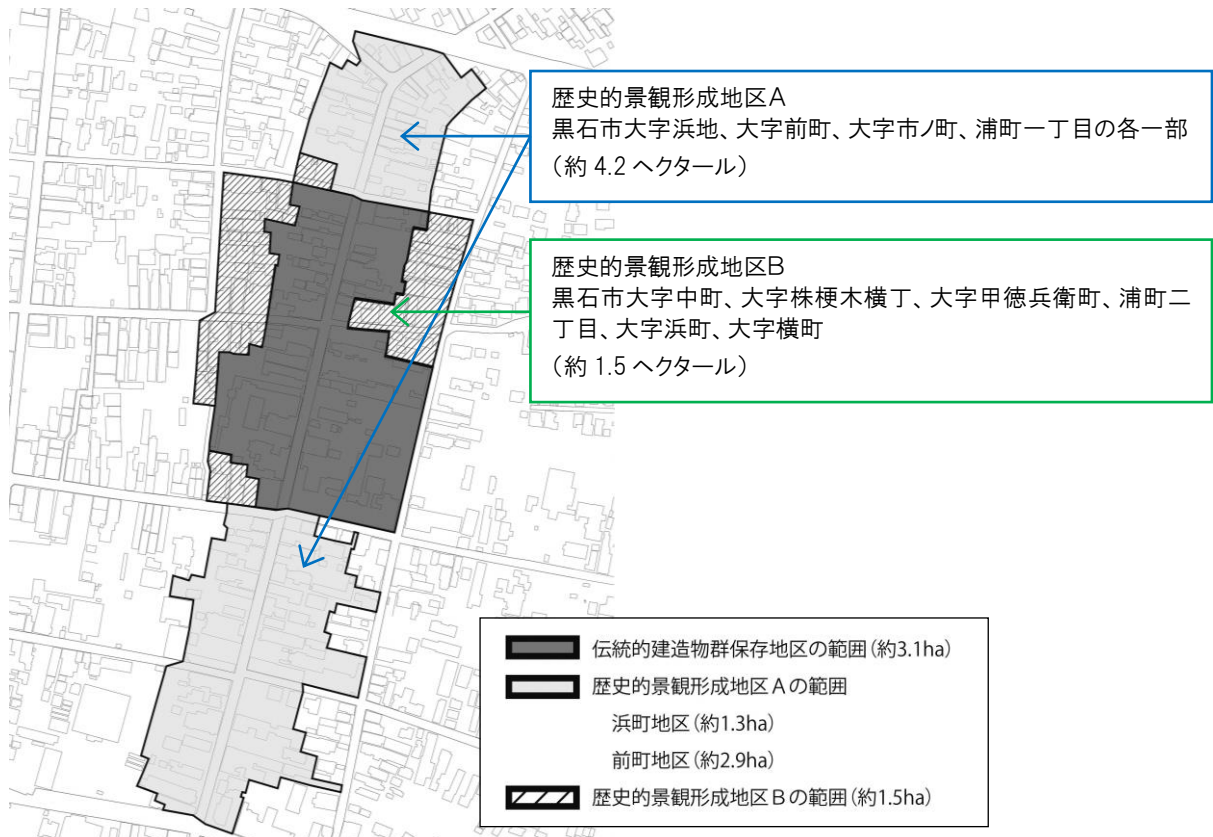 歴史的景観形成地区A
黒石市大字浜地、大字前町、大字市ノ町、浦町一丁目の各一部
（約 4.2 ヘクタール）
歴史的景観形成地区B
黒石市大字中町、大字株梗木横丁、大字甲徳兵衛町、浦町二
丁目、大字浜町、大字横町
（約 1.5 ヘクタール）
伝統的建造物群保存地区の範囲（約3.1ha）
歴史的景観形成地区Aの範囲
浜町地区（約1.3ha）
前町地区（約2.9ha）
歴史的景観形成地区Bの範囲（約1.5ha）